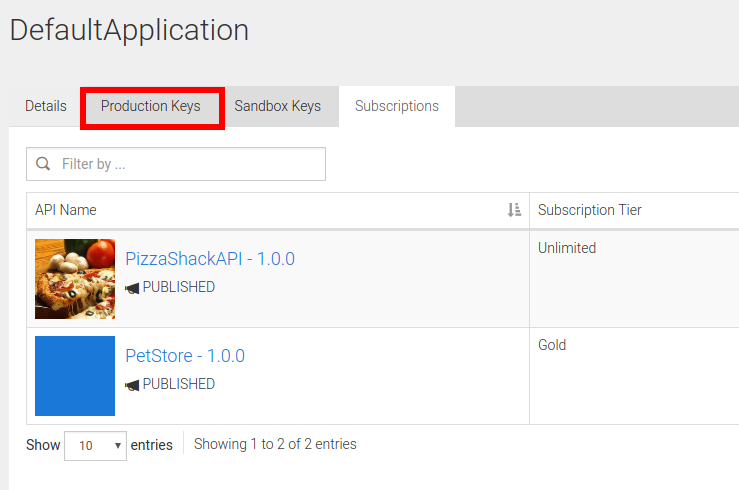 DefaultApplication
Details Production Keys Sandbox Keys Subscriptions
Filter by ...
API Name Subscription Tier
PizzaShackAPI - 1.0.0 Unlimited
PUBLISHED
PetStore - 1.0.0 Gold
PUBLISHED
Show 10 entries Showing 1 to 2 of 2 entries